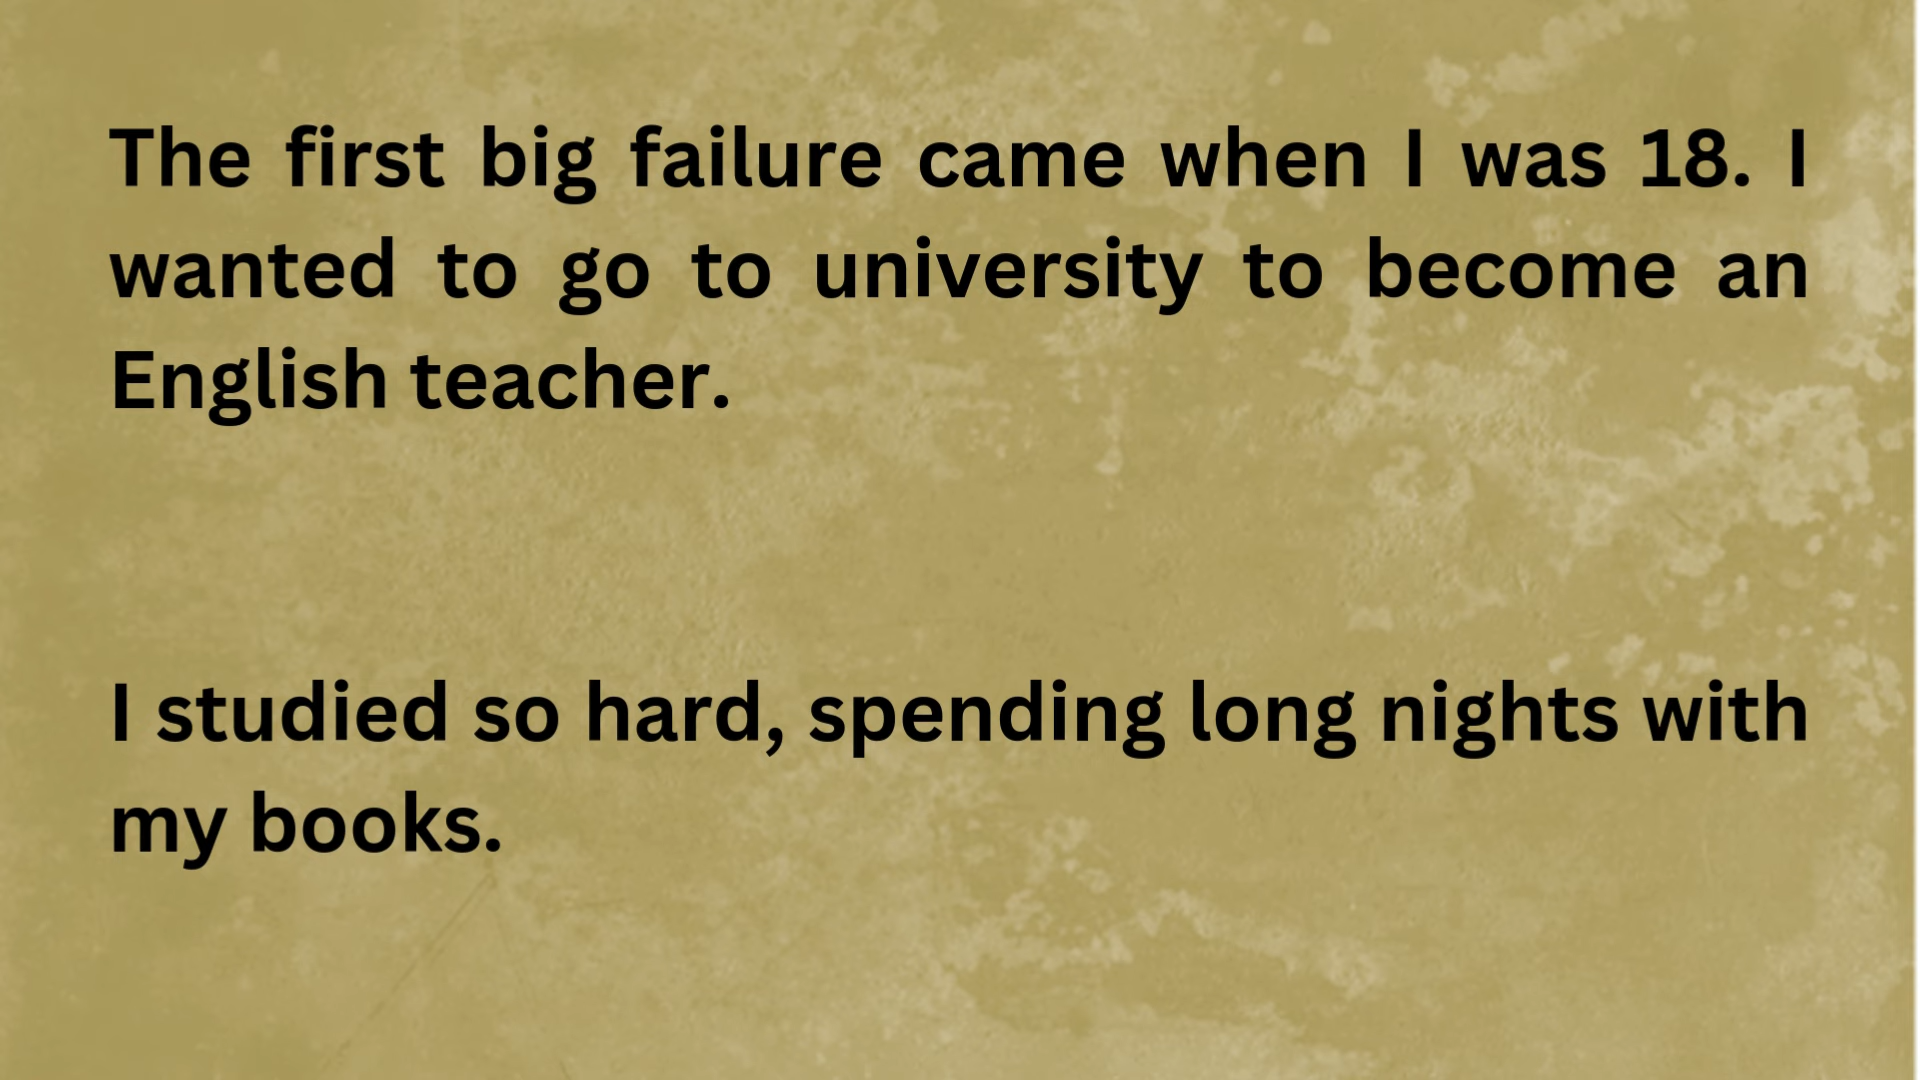 The first big failure came when I was 18. I
wanted to go to university to become an
English teacher.
I studied so hard, spending long nights with
my books.